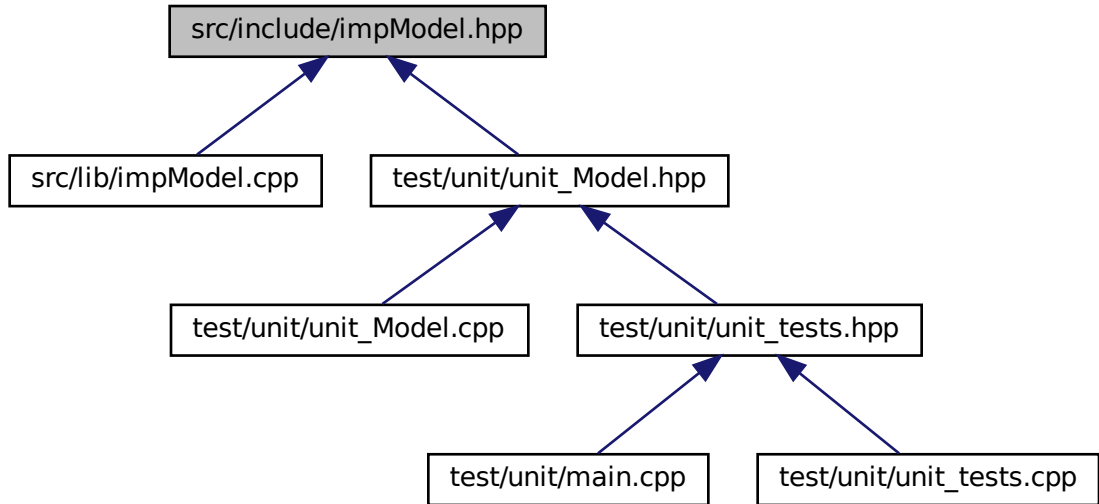 src/include/impModel.hpp
src/lib/impModel.cpp
test/unit/unit_Model.hpp
test/unit/unit_Model.cpp
test/unit/unit_tests.hpp
test/unit/main.cpp
test/unit/unit_tests.cpp